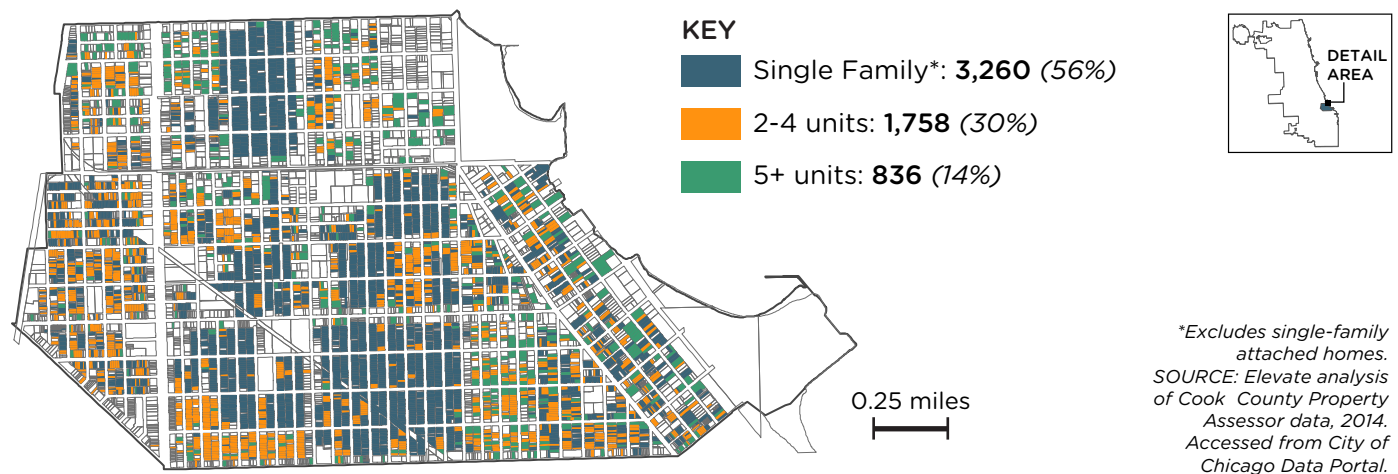 KEY
Single Family*: 3,260 (56%)
2-4 units: 1,758 (30%)
5+ units: 836 (14%)
DETAIL
AREA
0.25 miles
*Excludes single-family
attached homes.
SOURCE: Elevate analysis
of Cook County Property
Assessor data, 2014.
Accessed from City of
Chicago Data Portal.